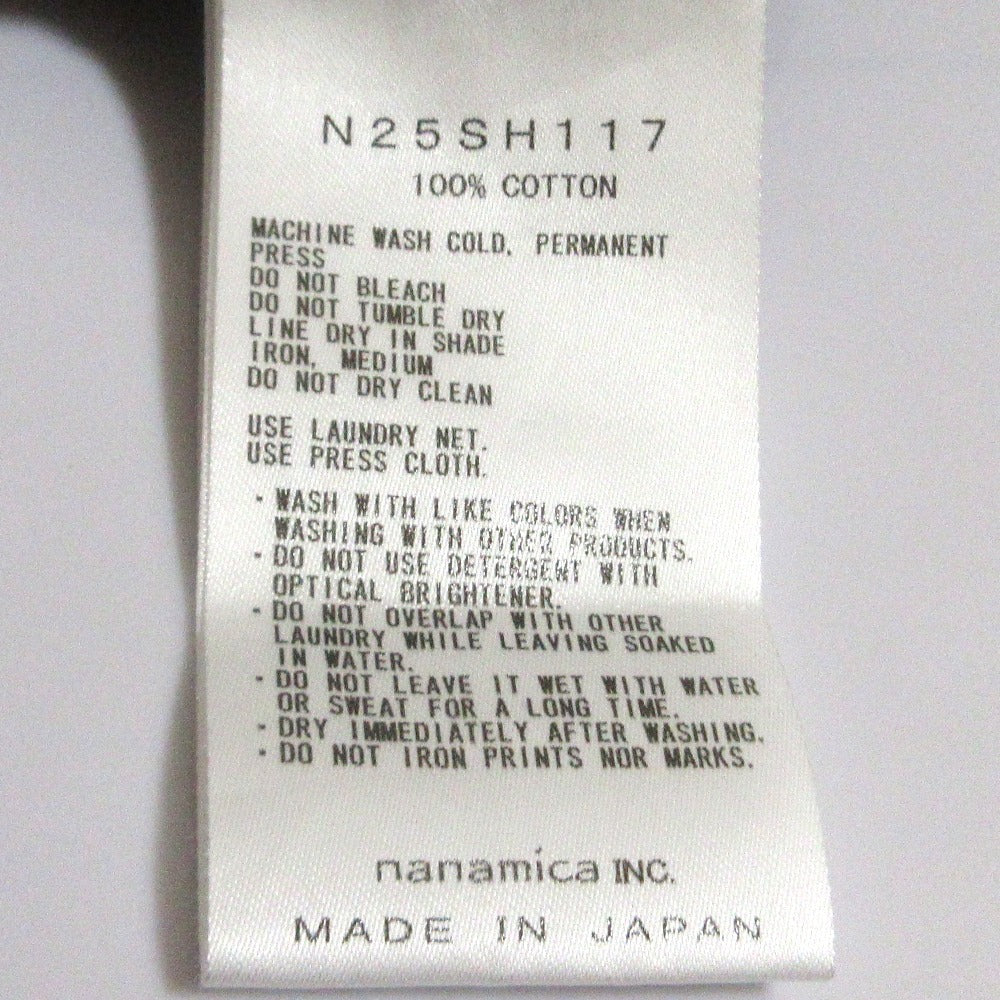 N25SH117
100% COTTON
MACHINE WASH COLD, PERMANENT
PRESS
DO NOT BLEACH
DO NOT TUMBLE DRY
LINE DRY IN SHADE
IRON, MEDIUM
DO NOT DRY CLEAN
USE LAUNDRY NET.
USE PRESS CLOTH.
・WASH WITH LIKE COLORS WHEN
WASHING WITH OTHER PRODUCTS.
・DO NOT USE DETERGENT WITH
OPTICAL BRIGHTENER.
・DO NOT OVERLAP WITH OTHER
LAUNDRY WHILE LEAVING SOAKED
IN WATER.
・DO NOT LEAVE IT WET WITH WATER
OR SWEAT FOR A LONG TIME.
・DRY IMMEDIATELY AFTER WASHING.
・DO NOT IRON PRINTS NOR MARKS.
nanamica INC.
MADE IN JAPAN